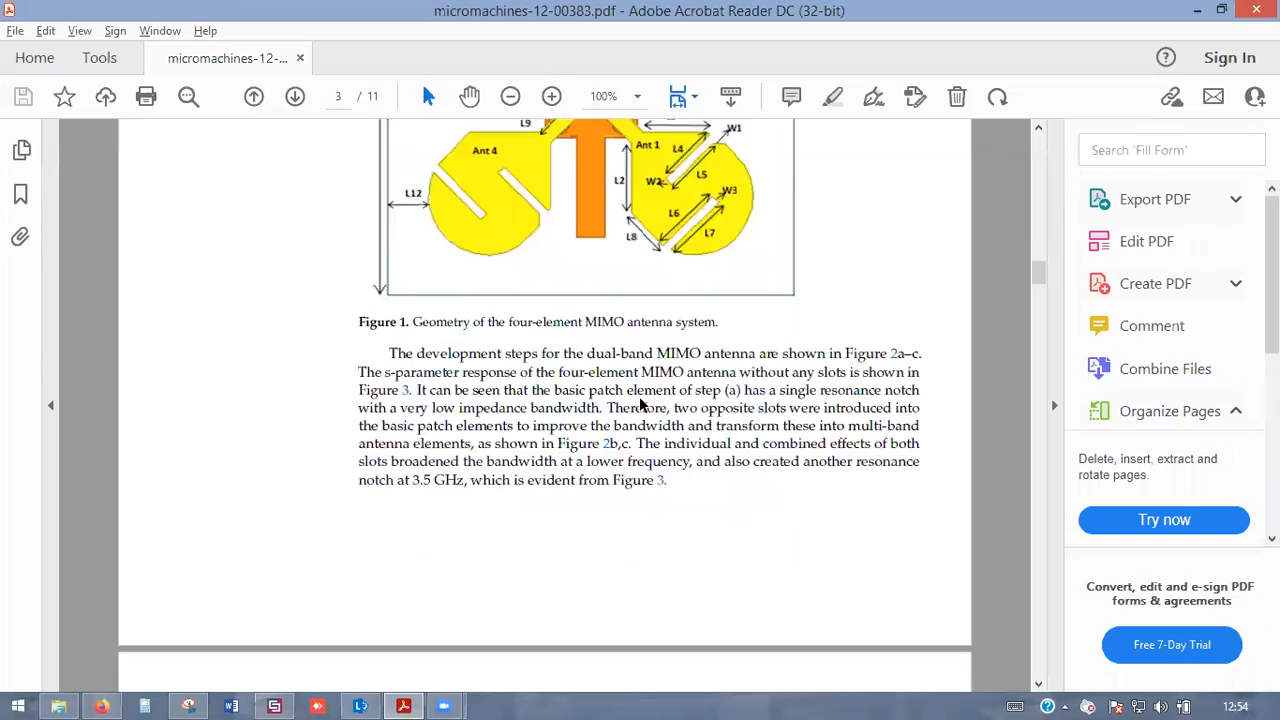 micromachines-12-00383.pdf - Adobe Acrobat Reader DC (32-bit)
File Edit View Sign Window Help
Home Tools micromachines-12-... × Sign In
3 / 11 100%
L9 W1
Ant 4 Ant 1 L4
L2 W2 L5
L12 W3
L6
L8 L7
Figure 1. Geometry of the four-element MIMO antenna system.
The development steps for the dual-band MIMO antenna are shown in Figure 2a–c.
The s-parameter response of the four-element MIMO antenna without any slots is shown in
Figure 3. It can be seen that the basic patch element of step (a) has a single resonance notch
with a very low impedance bandwidth. Therefore, two opposite slots were introduced into
the basic patch elements to improve the bandwidth and transform these into multi-band
antenna elements, as shown in Figure 2b,c. The individual and combined effects of both
slots broadened the bandwidth at a lower frequency, and also created another resonance
notch at 3.5 GHz, which is evident from Figure 3.
Search 'Fill Form'
Export PDF
Edit PDF
Create PDF
Comment
Combine Files
Organize Pages
Delete, insert, extract and
rotate pages.
Try now
Convert, edit and e-sign PDF
forms & agreements
Free 7-Day Trial
12:54